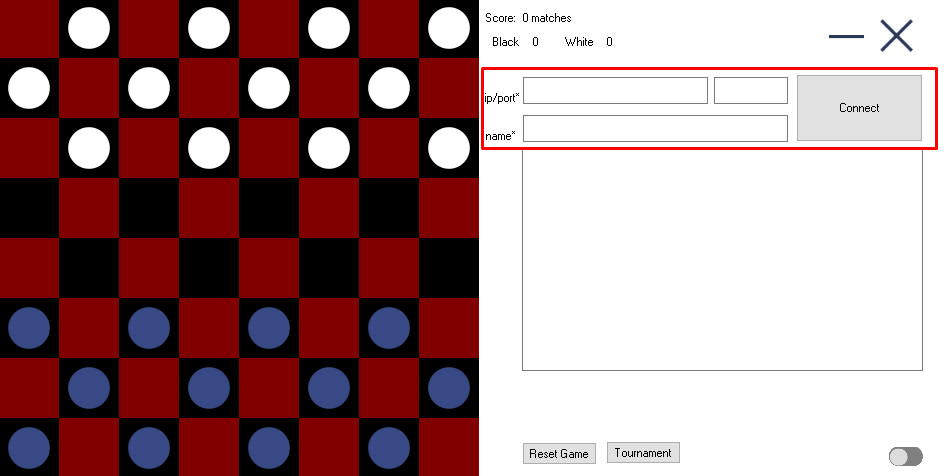 Score: 0 matches
Black 0 White 0
ip/port*
Connect
name*
Reset Game Tournament